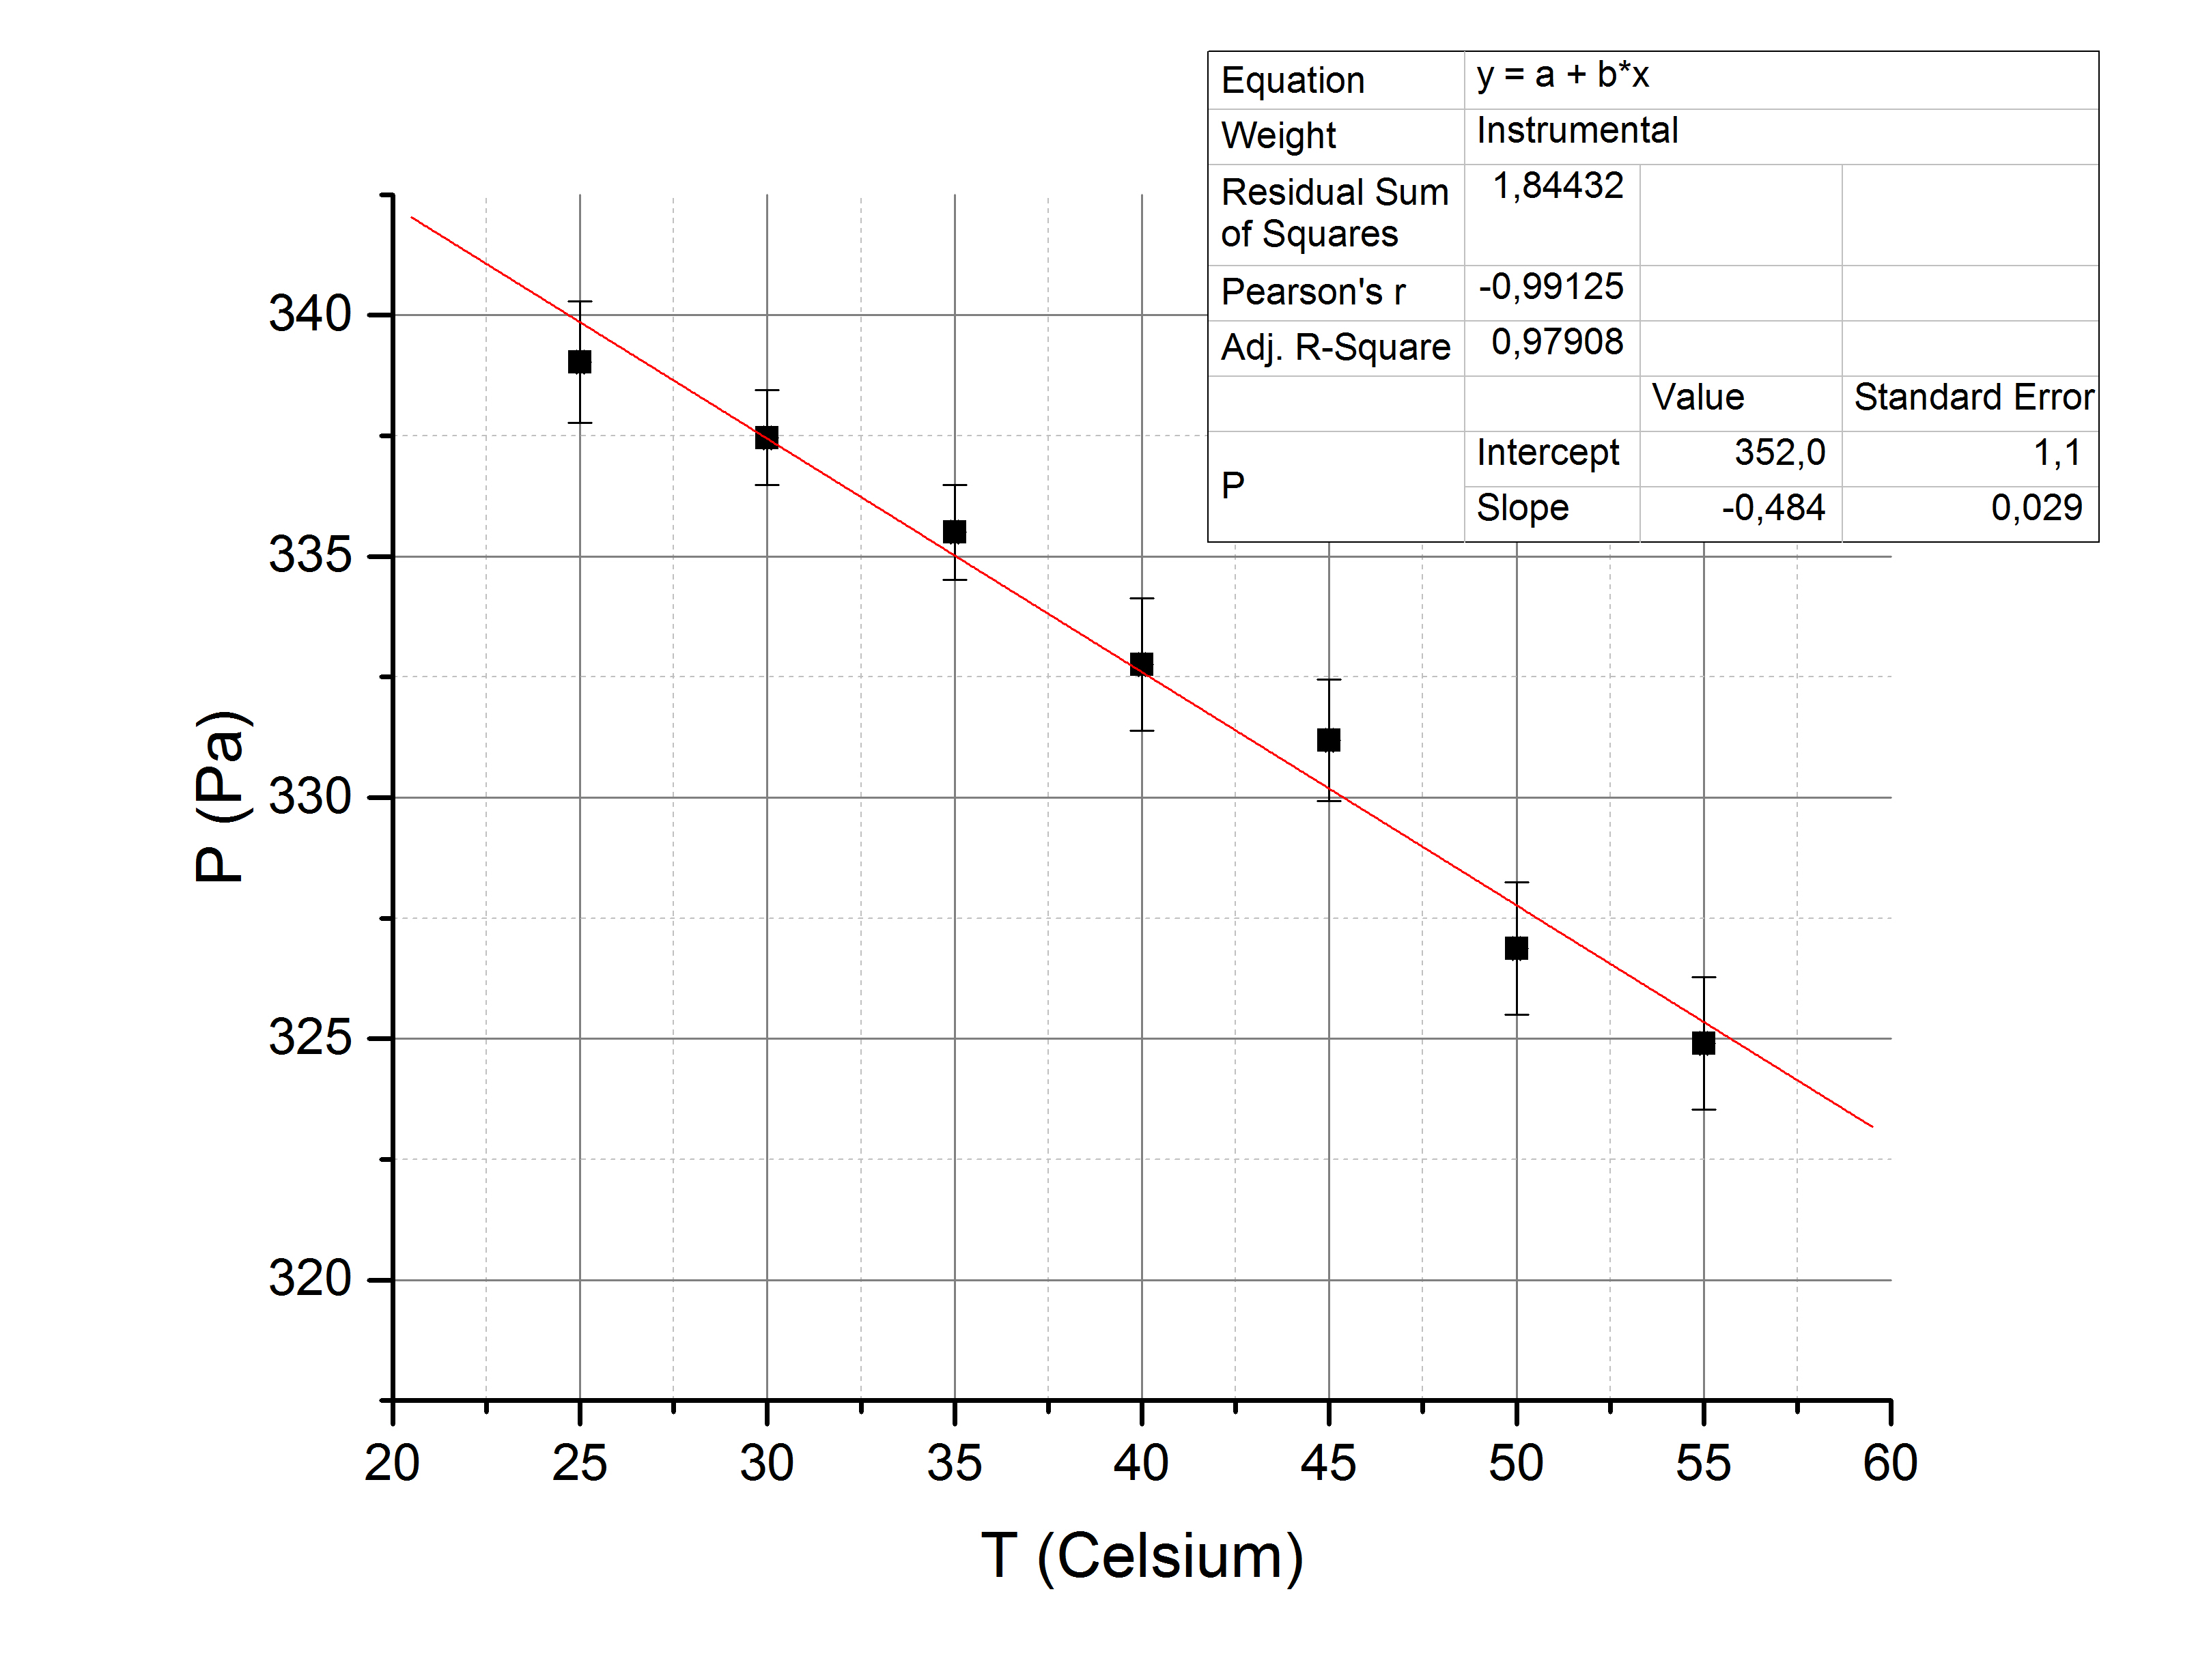 Equation y = a + b*x
Weight Instrumental
Residual Sum of Squares 1,84432
Pearson's r -0,99125
Adj. R-Square 0,97908
Value Standard Error
P Intercept 352,0 1,1
Slope -0,484 0,029
340
335
330
325
320
P (Pa)
20 25 30 35 40 45 50 55 60
T (Celsium)